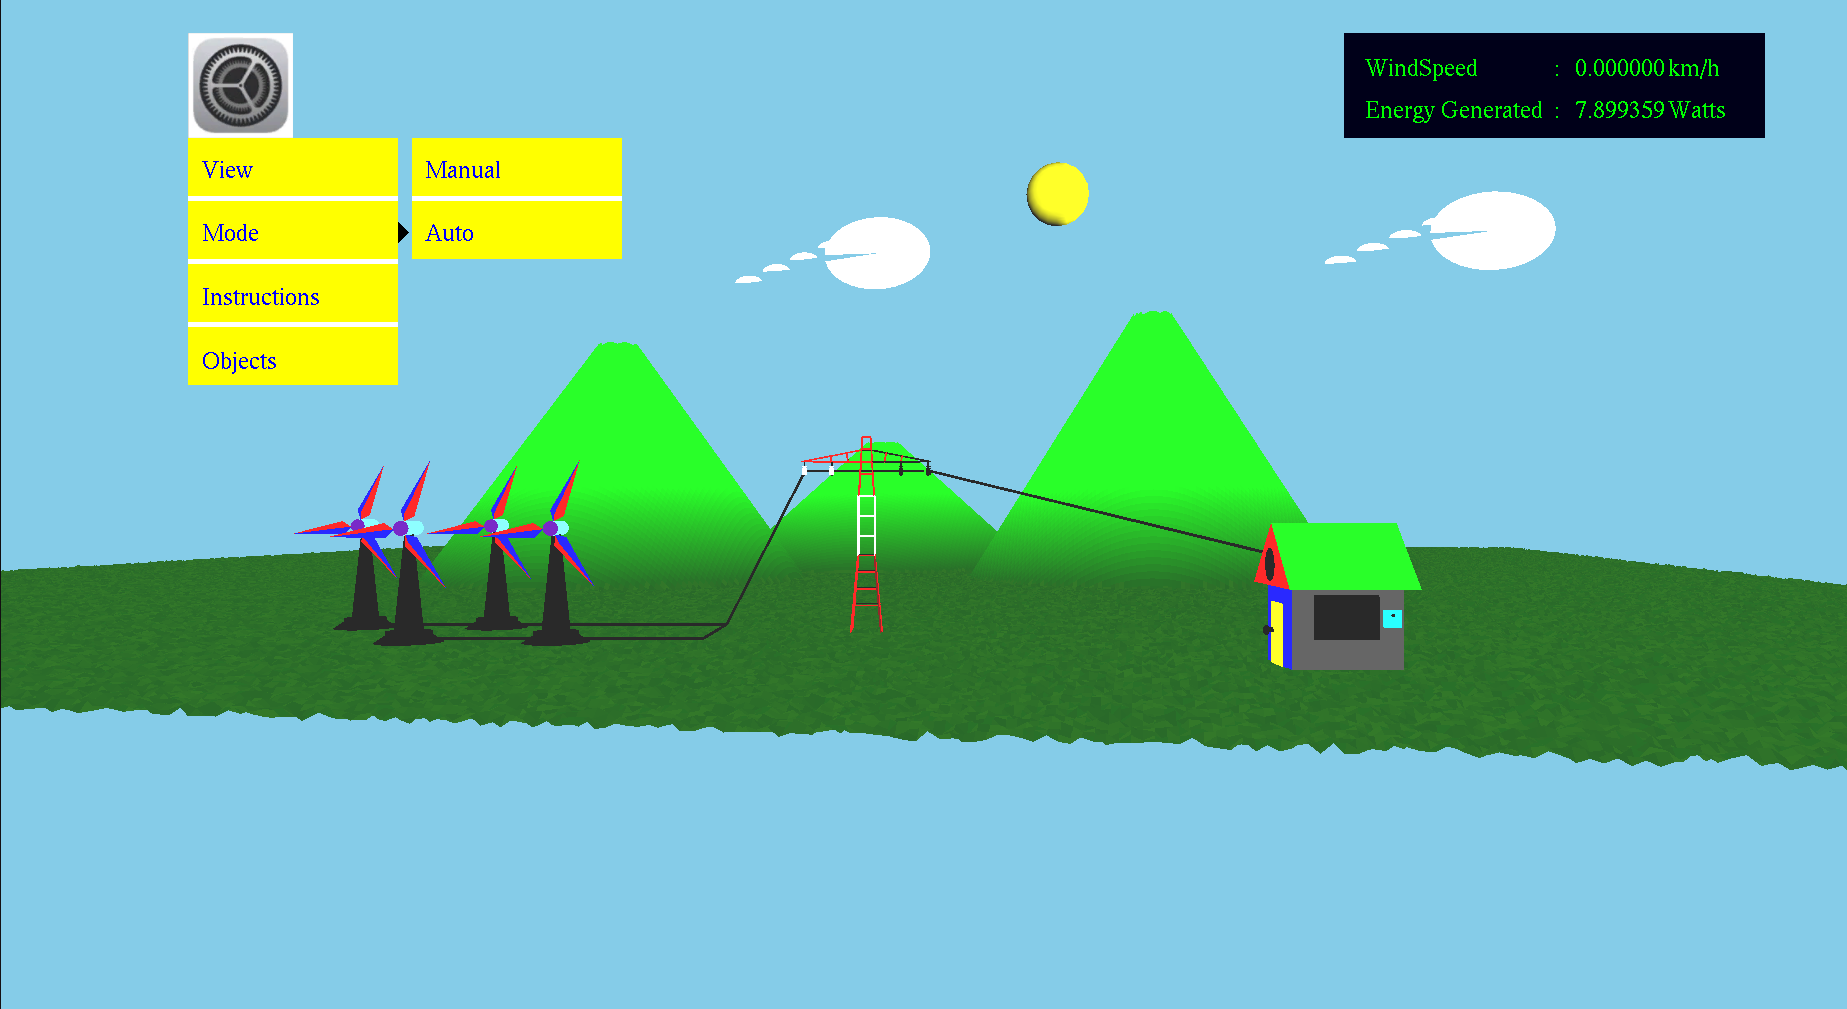 WindSpeed : 0.000000 km/h
Energy Generated : 7.899359 Watts
View
Manual
Mode
Auto
Instructions
Objects